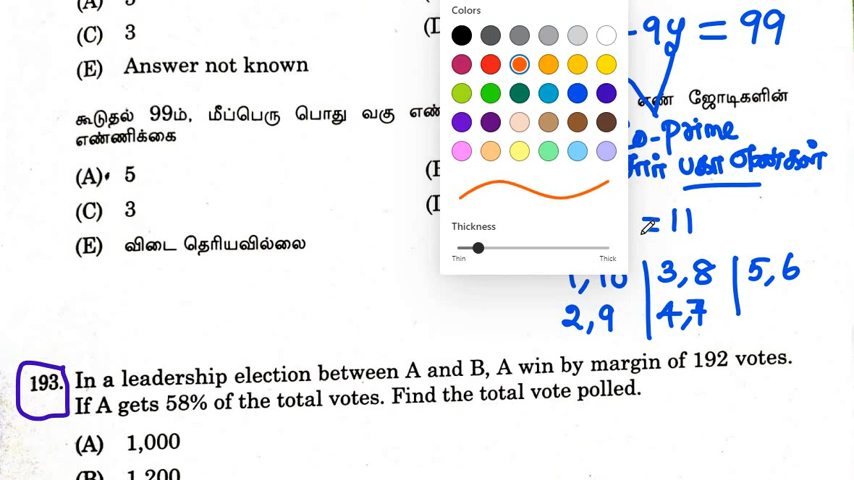 (C) 3
(E) Answer not known
கூடுதல் 99ம், மீப்பெரு பொது வகு எண்
எண் ஜோடிகளின்
எண்ணிக்கை
(A) 5
(C) 3
(E) விடை தெரியவில்லை
- 9y = 99
Co-Prime
சார் பகா எண்கள்
= 11
1, 10 | 3, 8 | 5, 6
2, 9 | 4, 7
Colors
Thickness
Thin
Thick
193. In a leadership election between A and B, A win by margin of 192 votes.
If A gets 58% of the total votes. Find the total vote polled.
(A) 1,000
(B) 1,200